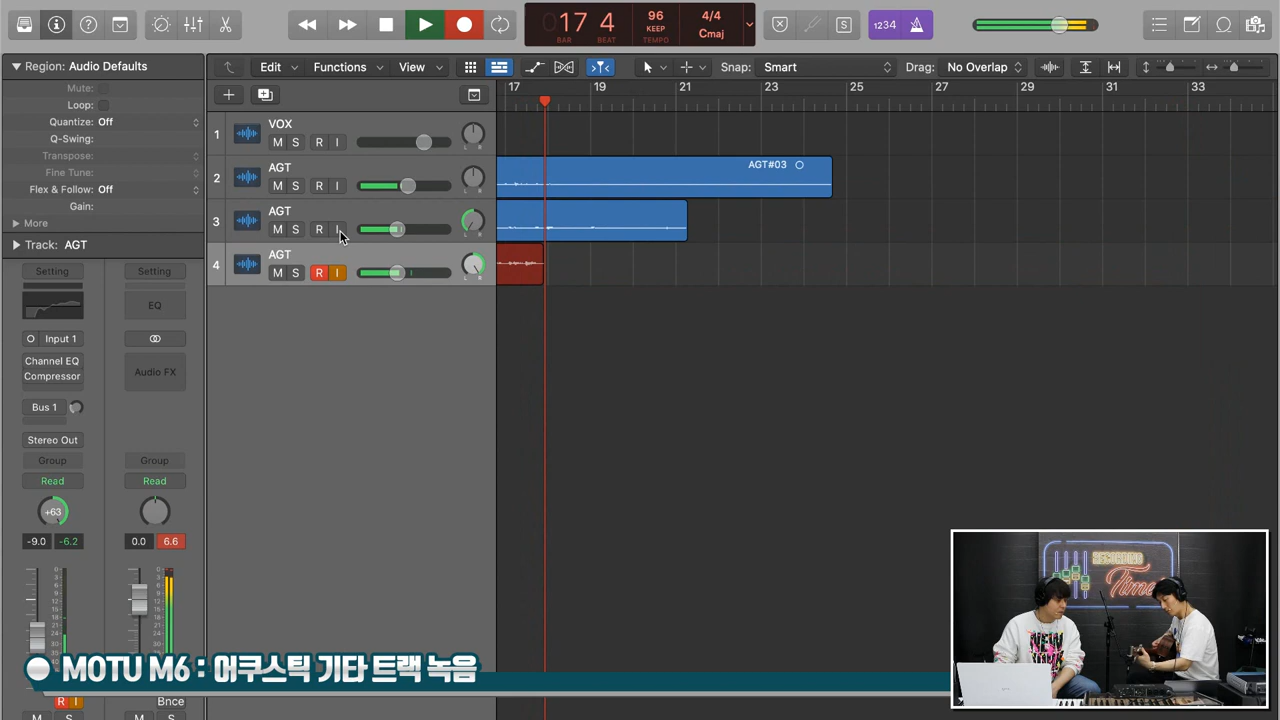 17 4
BAR BEAT
96
KEEP
TEMPO
4/4
Cmaj
S
1234
Region: Audio Defaults
Mute:
Loop:
Quantize: Off
Q-Swing:
Transpose:
Fine Tune:
Flex & Follow: Off
Gain:
More
Track: AGT
Edit
Functions
View
Snap: Smart
Drag: No Overlap
17 19 21 23 25 27 29 31 33
1 VOX
M S R I
L R
2 AGT
M S R I
L R
AGT#03
3 AGT
M S R I
L R
4 AGT
M S R I
L R
Setting Setting
EQ
Input 1
Channel EQ
Compressor
Audio FX
Bus 1
Stereo Out
Group Group
Read Read
+63
-9.0 -6.2 0.0 6.6
R I Bnce
M S M S
RECORDING
Time
MOTU M6 : 어쿠스틱 기타 트랙 녹음